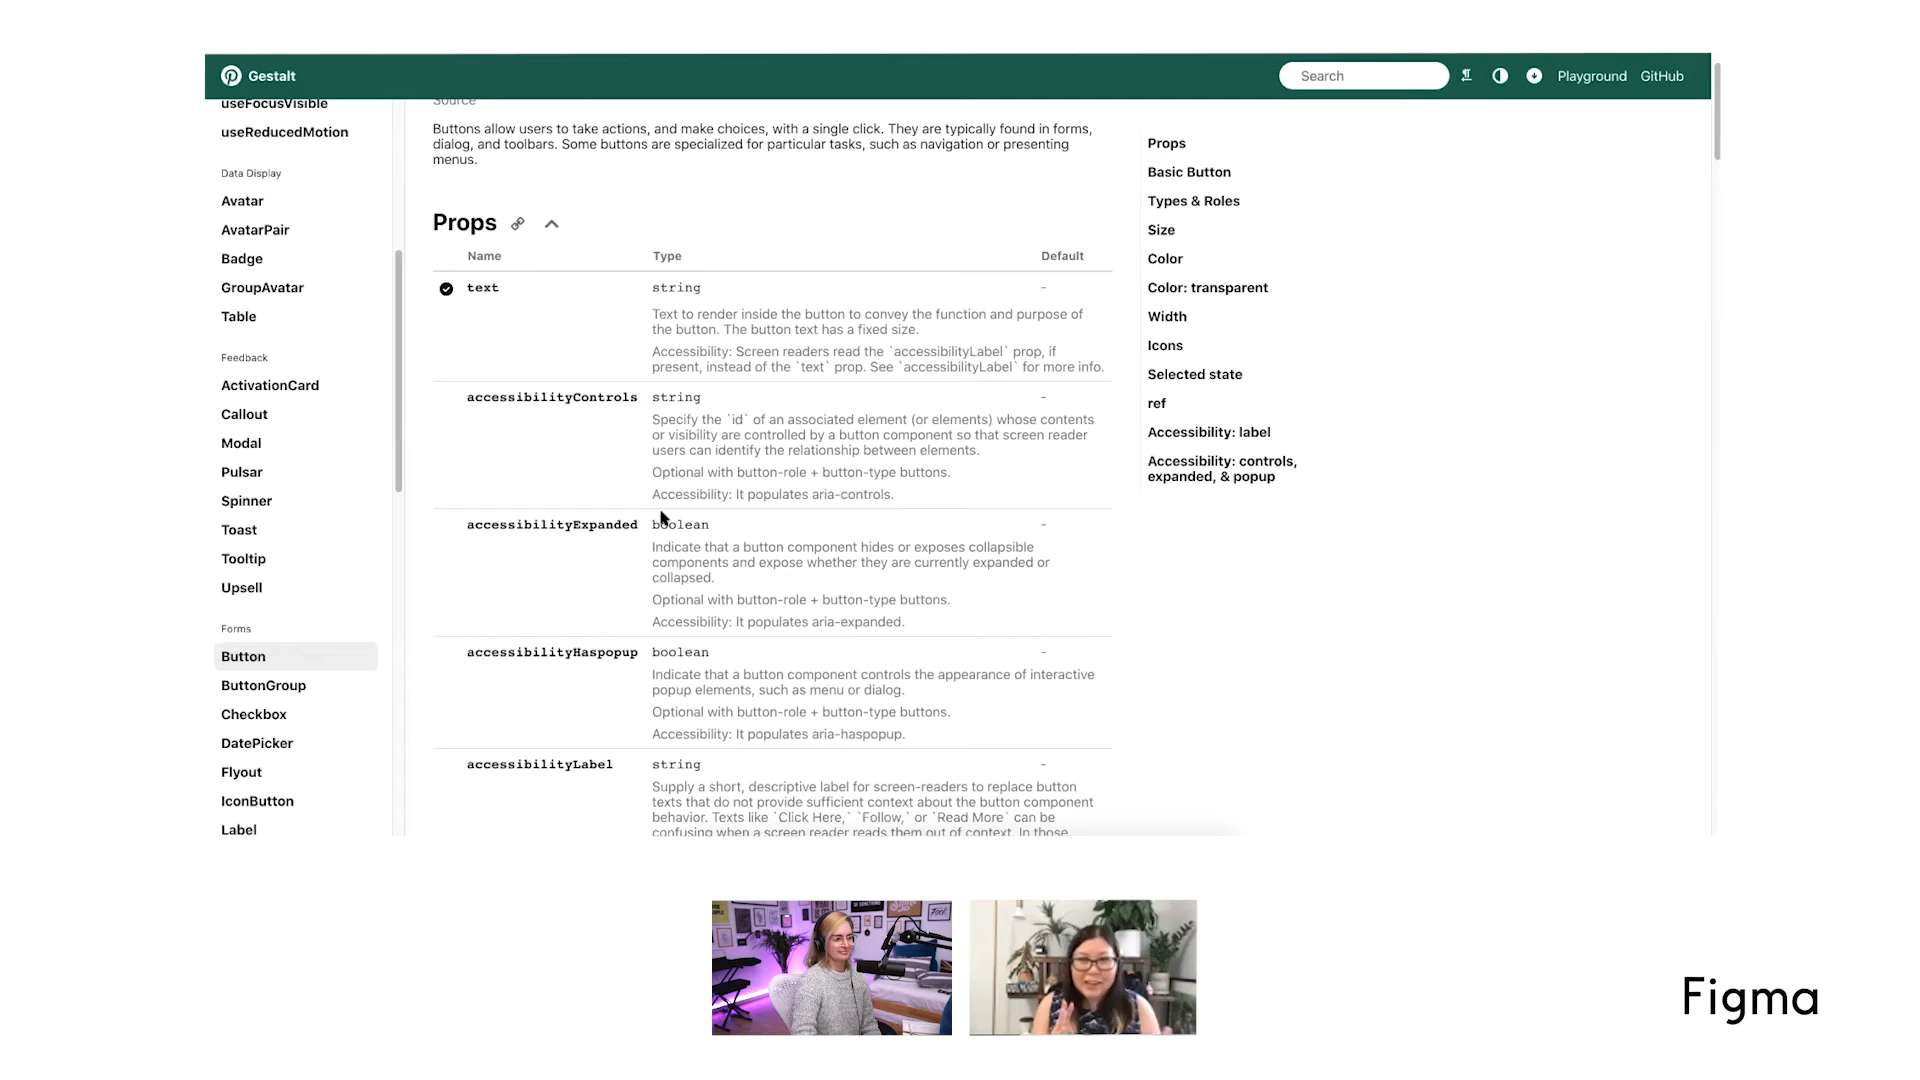 Gestalt
Search
Playground
GitHub
useFocusVisible
useReducedMotion
Data Display
Avatar
AvatarPair
Badge
GroupAvatar
Table
Feedback
ActivationCard
Callout
Modal
Pulsar
Spinner
Toast
Tooltip
Upsell
Forms
Button
ButtonGroup
Checkbox
DatePicker
Flyout
IconButton
Label
Source
Buttons allow users to take actions, and make choices, with a single click. They are typically found in forms,
dialog, and toolbars. Some buttons are specialized for particular tasks, such as navigation or presenting
menus.
Props
Name Type Default
text string -
Text to render inside the button to convey the function and purpose of
the button. The button text has a fixed size.
Accessibility: Screen readers read the `accessibilityLabel` prop, if
present, instead of the `text` prop. See `accessibilityLabel` for more info.
accessibilityControls string -
Specify the `id` of an associated element (or elements) whose contents
or visibility are controlled by a button component so that screen reader
users can identify the relationship between elements.
Optional with button-role + button-type buttons.
Accessibility: It populates aria-controls.
accessibilityExpanded boolean -
Indicate that a button component hides or exposes collapsible
components and expose whether they are currently expanded or
collapsed.
Optional with button-role + button-type buttons.
Accessibility: It populates aria-expanded.
accessibilityHaspopup boolean -
Indicate that a button component controls the appearance of interactive
popup elements, such as menu or dialog.
Optional with button-role + button-type buttons.
Accessibility: It populates aria-haspopup.
accessibilityLabel string -
Supply a short, descriptive label for screen-readers to replace button
texts that do not provide sufficient context about the button component
behavior. Texts like `Click Here,` `Follow,` or `Read More` can be
confusing when a screen reader reads them out of context. In those
Props
Basic Button
Types & Roles
Size
Color
Color: transparent
Width
Icons
Selected state
ref
Accessibility: label
Accessibility: controls,
expanded, & popup
Figma